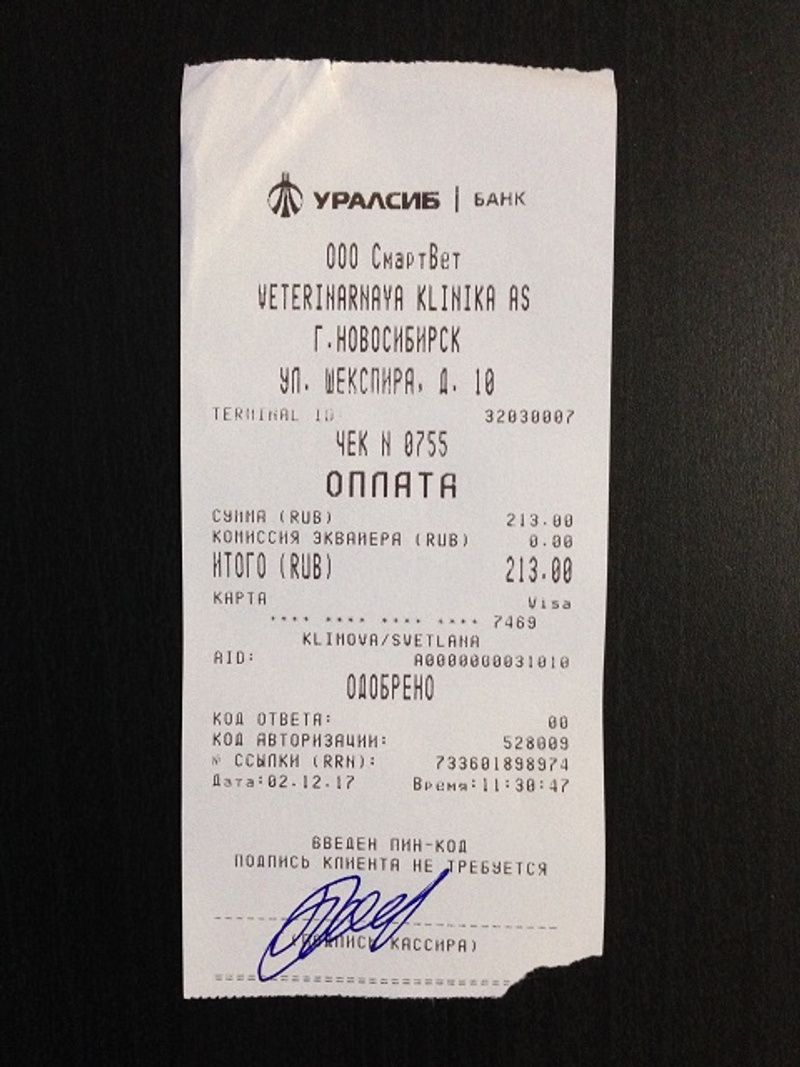 УРАЛСИБ | БАНК
ООО СмартВет
VETERINARNAYA KLINIKA AS
Г.НОВОСИБИРСК
УЛ. ШЕКСПИРА, Д. 10
TERMINAL ID 32030007
ЧЕК N 0755
ОПЛАТА
СУММА (RUB) 213.00
КОМИССИЯ ЭКВАЙЕРА (RUB) 0.00
ИТОГО (RUB) 213.00
КАРТА Visa
**** **** **** **** 7469
KLIMOVA/SVETLANA
AID: A0000000031010
ОДОБРЕНО
КОД ОТВЕТА: 00
КОД АВТОРИЗАЦИИ: 528009
№ ССЫЛКИ (RRN): 733601898974
Дата:02.12.17 Время:11:30:47
ВВЕДЕН ПИН-КОД
ПОДПИСЬ КЛИЕНТА НЕ ТРЕБУЕТСЯ
(ПОДПИСЬ КАССИРА)